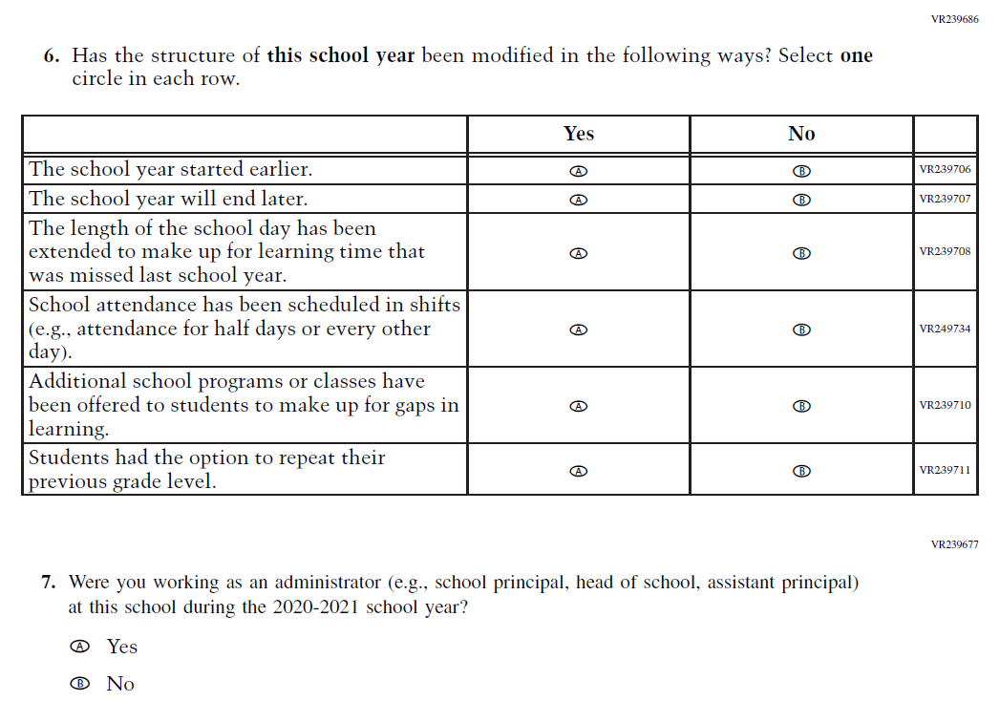 VR239686
6. Has the structure of this school year been modified in the following ways? Select one
circle in each row.
Yes No
The school year started earlier. A B VR239706
The school year will end later. A B VR239707
The length of the school day has been
extended to make up for learning time that A B VR239708
was missed last school year.
School attendance has been scheduled in shifts
(e.g., attendance for half days or every other A B VR249734
day).
Additional school programs or classes have
been offered to students to make up for gaps in A B VR239710
learning.
Students had the option to repeat their A B VR239711
previous grade level.
VR239677
7. Were you working as an administrator (e.g., school principal, head of school, assistant principal)
at this school during the 2020-2021 school year?
A Yes
B No